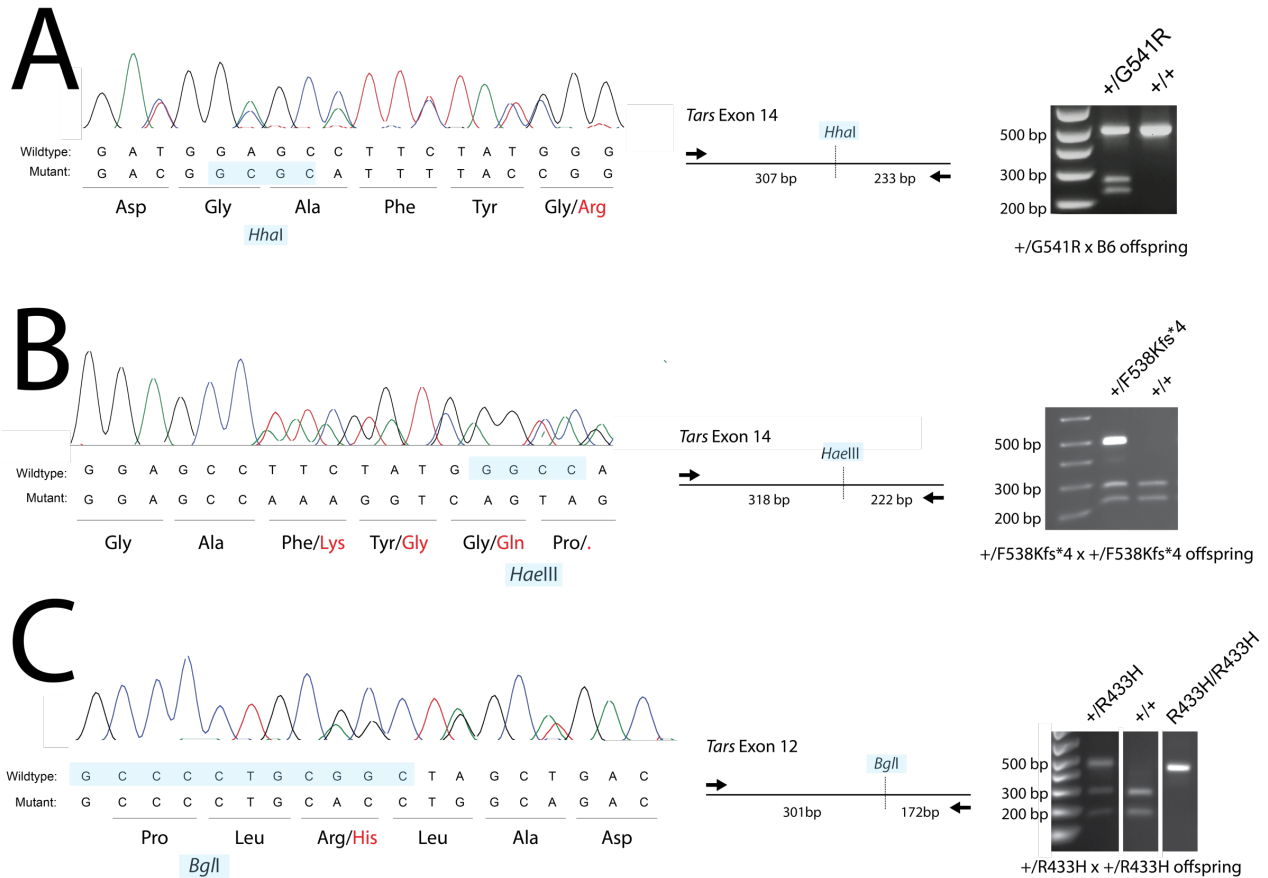 A
Wildtype: G A T G G A G C C T T C T A T G G G
Mutant: G A C G G C G C A T T T T A C C G G
Asp Gly Ala Phe Tyr Gly/Arg
HhaI
Tars Exon 14
HhaI
307 bp 233 bp
+/G541R
+/+
500 bp
300 bp
200 bp
+/G541R x B6 offspring
B
Wildtype: G G A G C C T T C T A T G G G C C A
Mutant: G G A G C C A A A G G T C A G T A G
Gly Ala Phe/Lys Tyr/Gly Gly/Gln Pro/.
HaeIII
Tars Exon 14
HaeIII
318 bp 222 bp
+/F538Kfs*4
+/+
500 bp
300 bp
200 bp
+/F538Kfs*4 x +/F538Kfs*4 offspring
C
Wildtype: G C C C C T G C G G C T A G C T G A C
Mutant: G C C C C T G C A C C T G G C A G A C
Pro Leu Arg/His Leu Ala Asp
BglI
Tars Exon 12
BglI
301bp 172bp
+/R433H
+/+
R433H/R433H
500 bp
300 bp
200 bp
+/R433H x +/R433H offspring